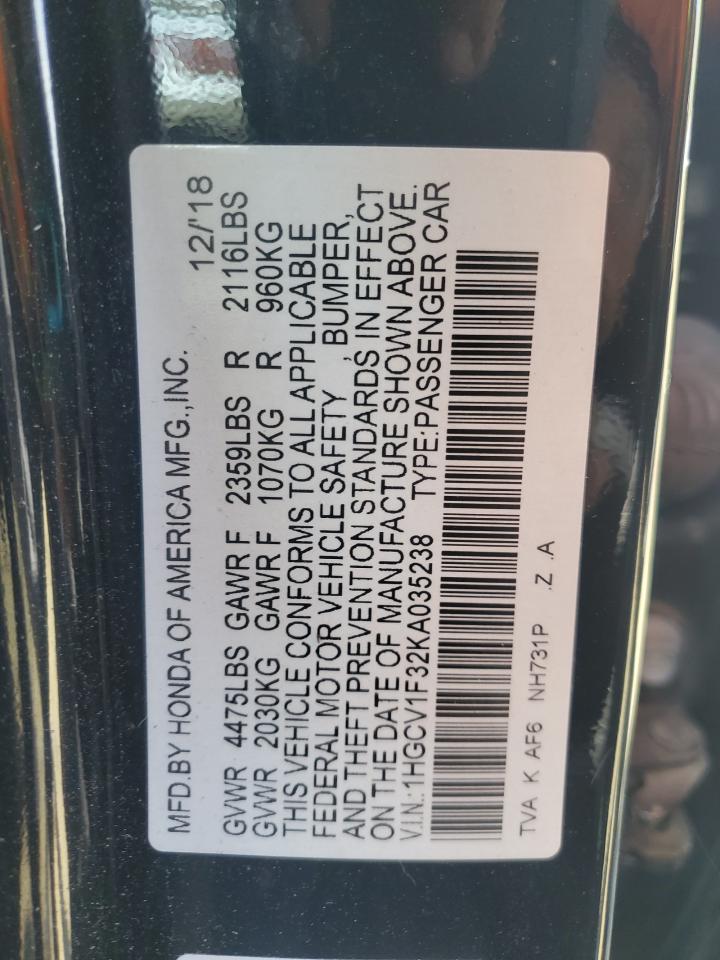 MFD.BY HONDA OF AMERICA MFG.,INC. 12/'18
GVWR 4475LBS GAWR F 2359LBS R 2116LBS
GVWR 2030KG GAWR F 1070KG R 960KG
THIS VEHICLE CONFORMS TO ALL APPLICABLE
FEDERAL MOTOR VEHICLE SAFETY, BUMPER,
AND THEFT PREVENTION STANDARDS IN EFFECT
ON THE DATE OF MANUFACTURE SHOWN ABOVE.
V.I.N.:1HGCV1F32KA035238 TYPE:PASSENGER CAR
TVA K AF6 NH731P .Z .A